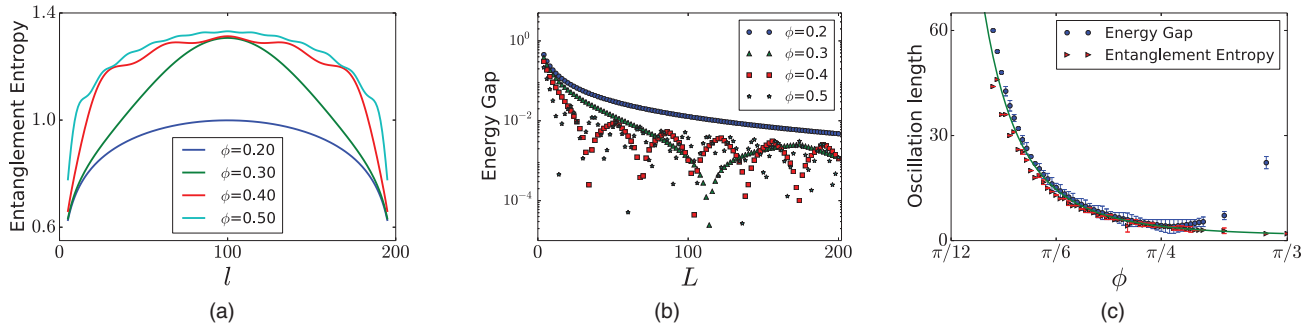 Entanglement Entropy
1.4
1.0
0.6
0
100
200
l
ϕ=0.20
ϕ=0.30
ϕ=0.40
ϕ=0.50
(a)
Energy Gap
10⁰
10⁻²
10⁻⁴
0
100
200
L
ϕ=0.2
ϕ=0.3
ϕ=0.4
ϕ=0.5
(b)
Oscillation length
60
30
0
π/12
π/6
π/4
π/3
ϕ
Energy Gap
Entanglement Entropy
(c)